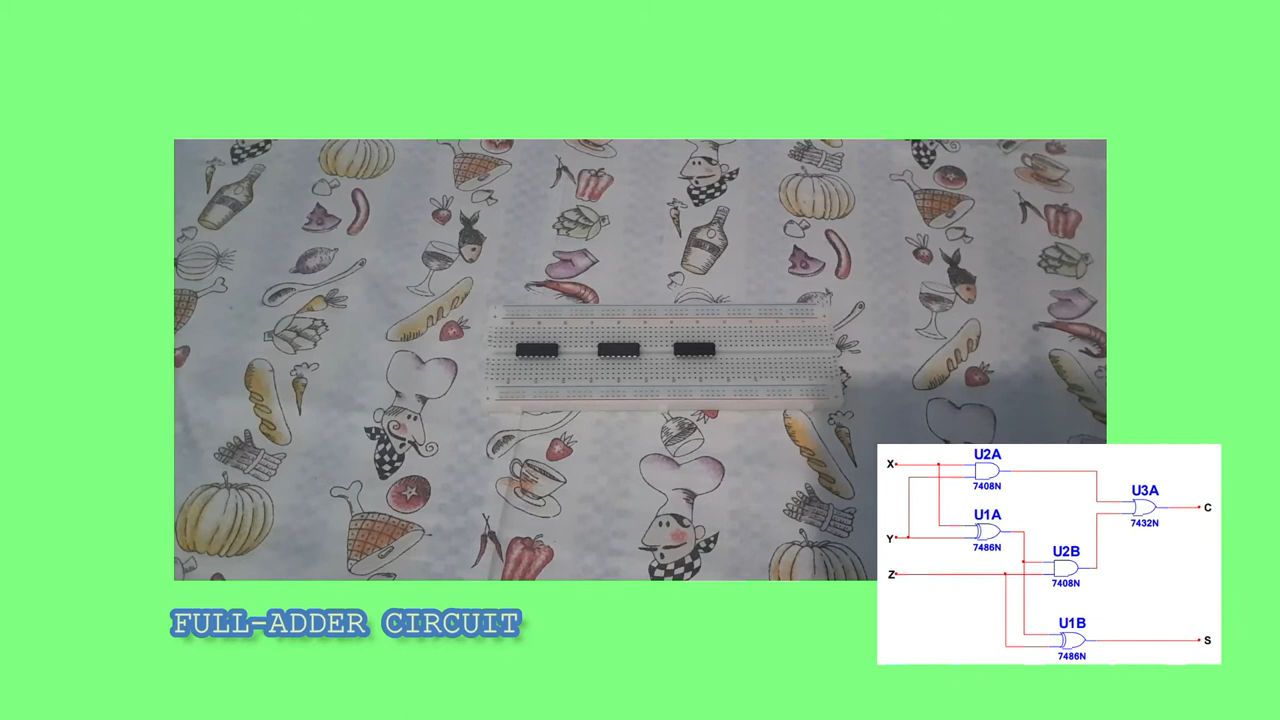 U2A
X
7408N
U3A
U1A
C
7432N
Y
7486N
U2B
Z
7408N
FULL-ADDER CIRCUIT
U1B
S
7486N